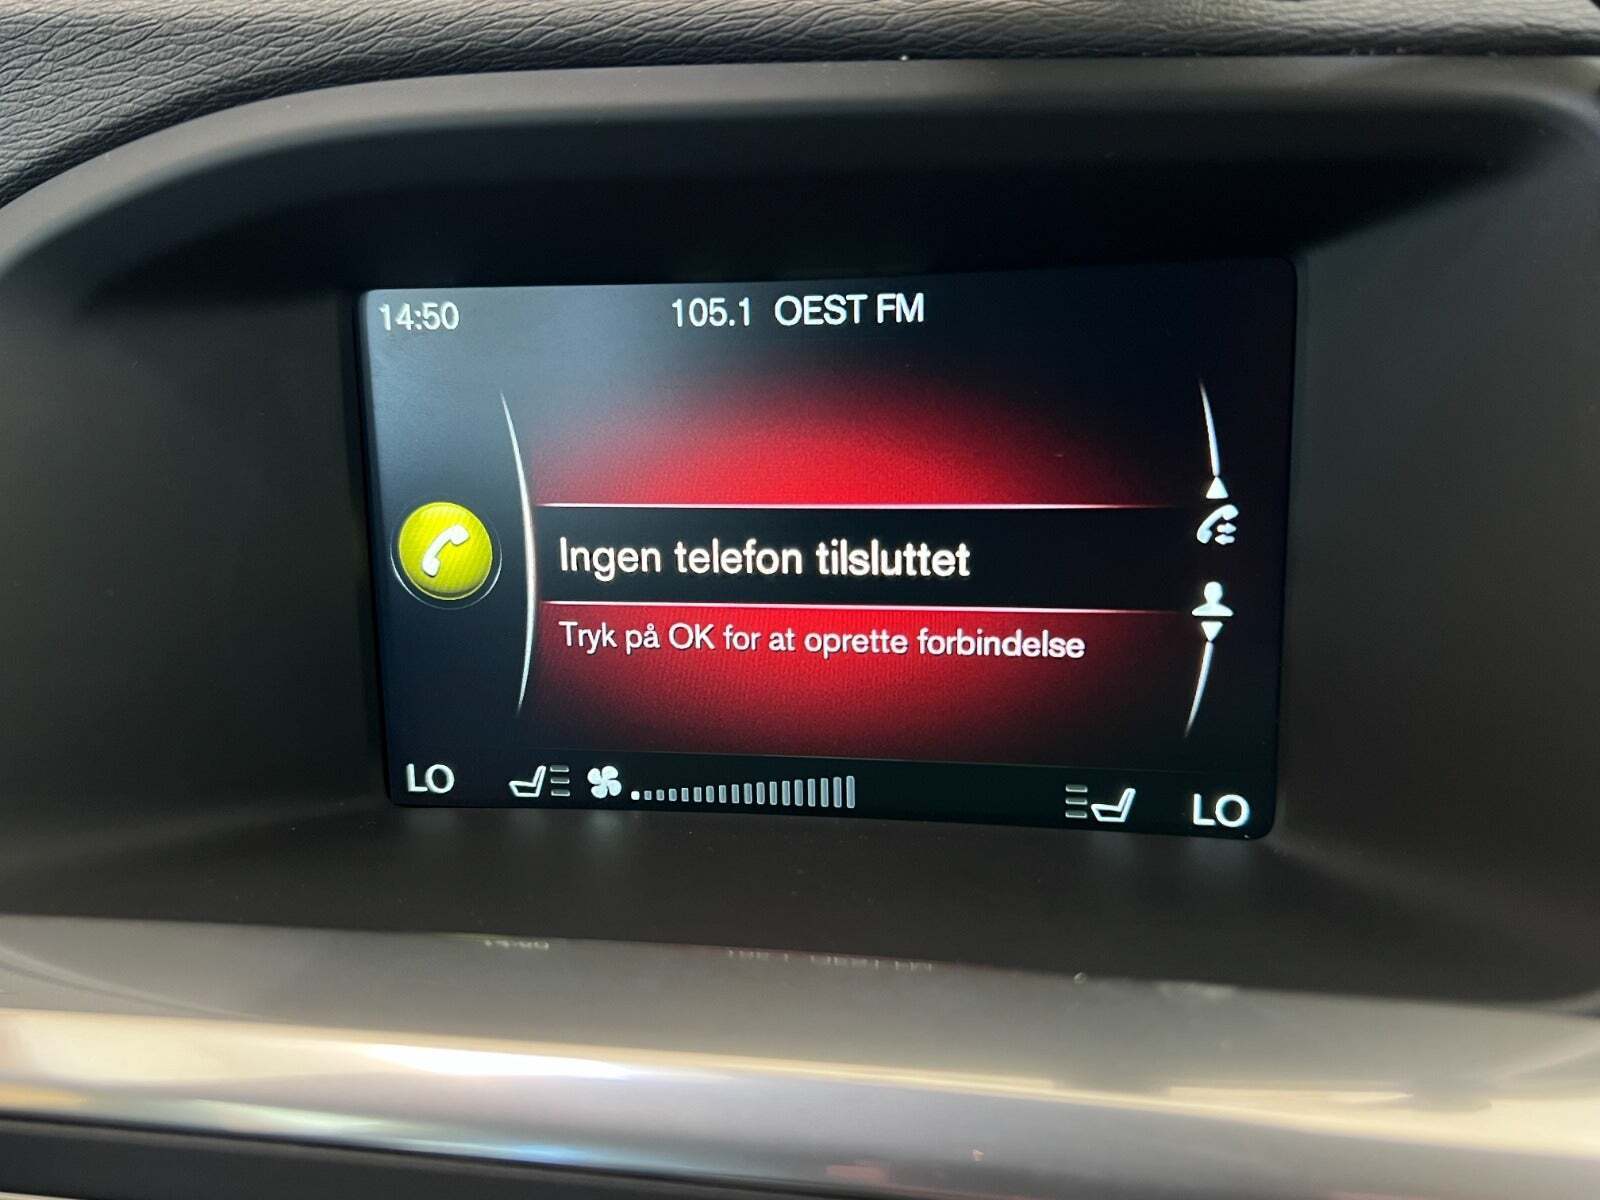 14:50 105.1 OEST FM
Ingen telefon tilsluttet
Tryk på OK for at oprette forbindelse
LO LO